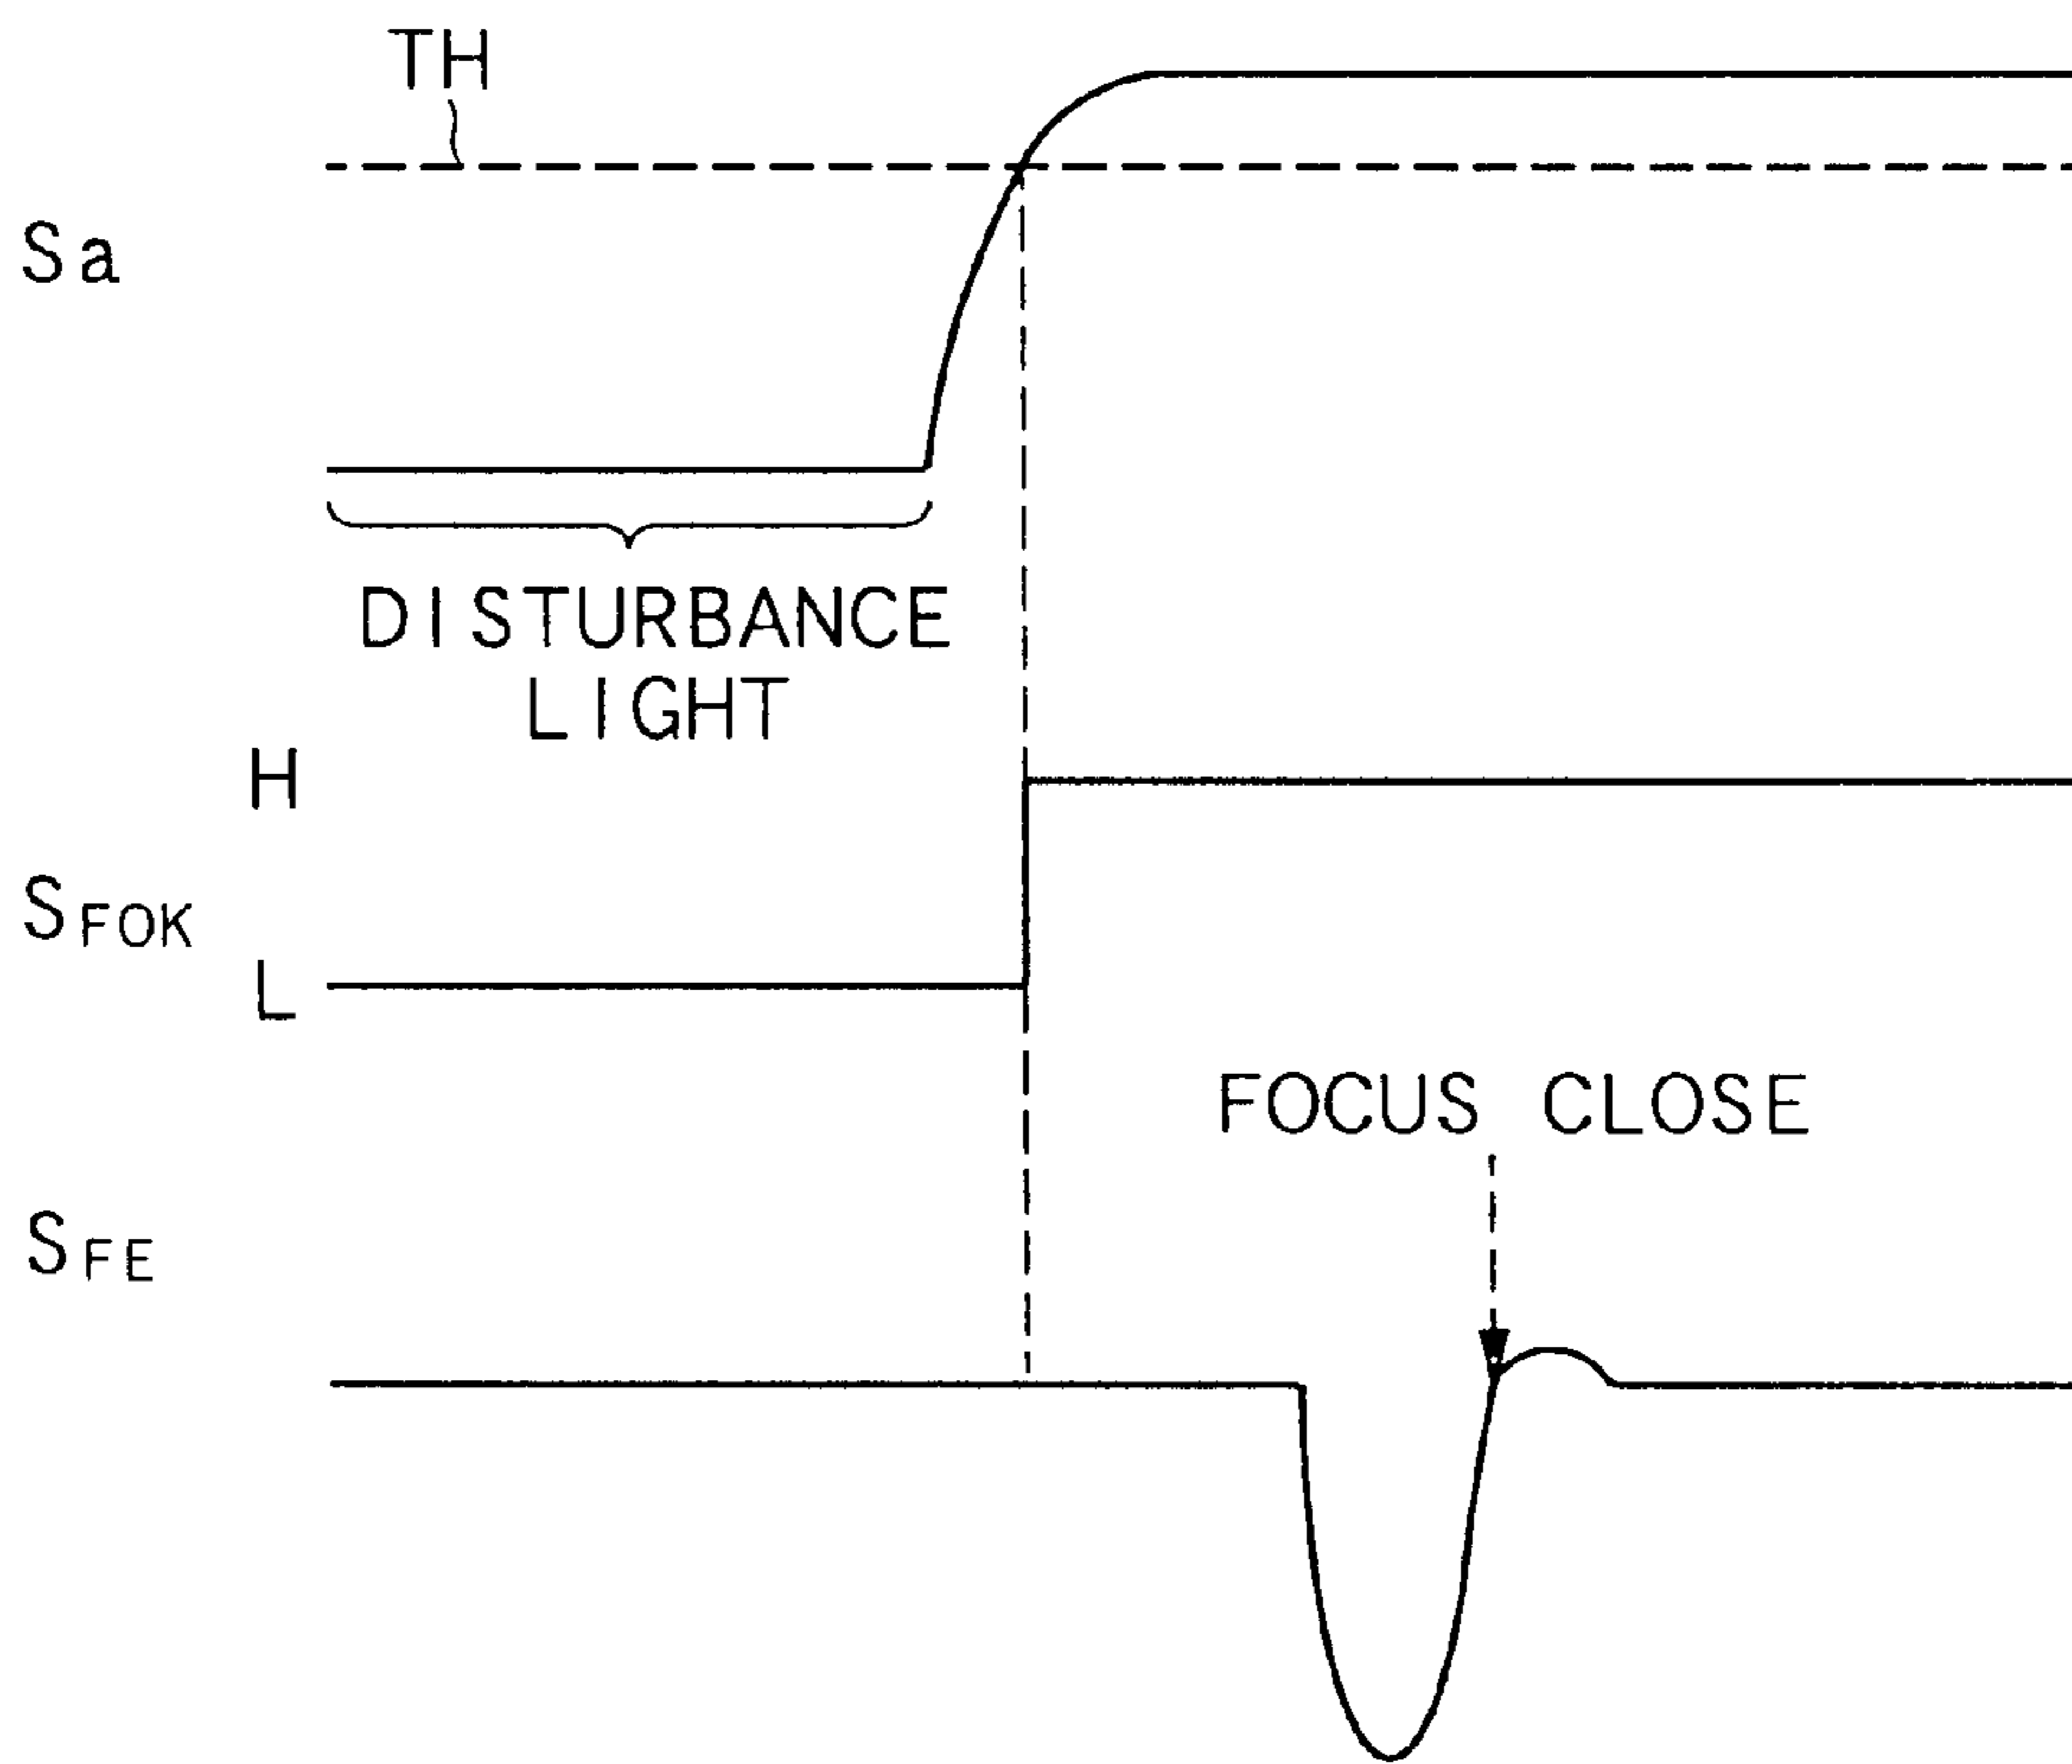 TH
Sa
DISTURBANCE
LIGHT
H
SFOK
L
FOCUS CLOSE
SFE